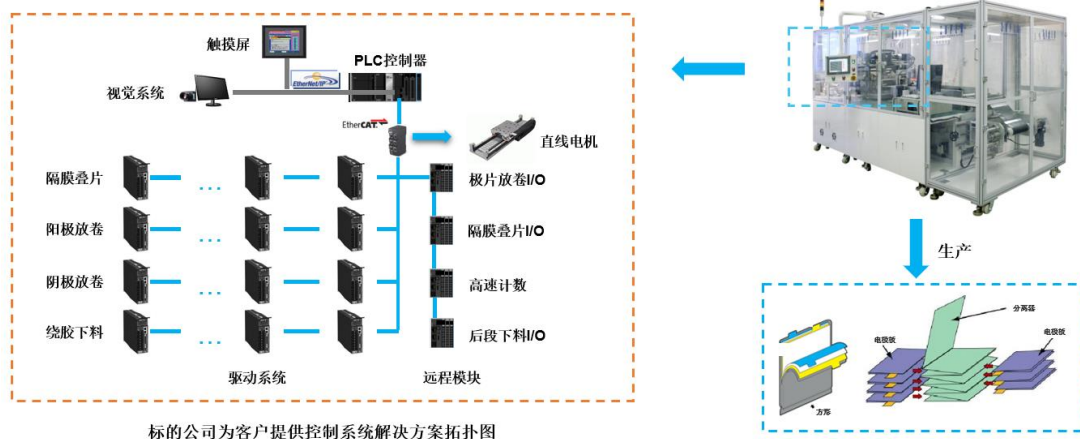 触摸屏
PLC控制器
EtherNet/IP
视觉系统
EtherCAT
直线电机
隔膜叠片
极片放卷I/O
阳极放卷
隔膜叠片I/O
阴极放卷
高速计数
绕胶下料
后段下料I/O
驱动系统
远程模块
标的公司为客户提供控制系统解决方案拓扑图
生产
分离器
电极板
电极板
方形